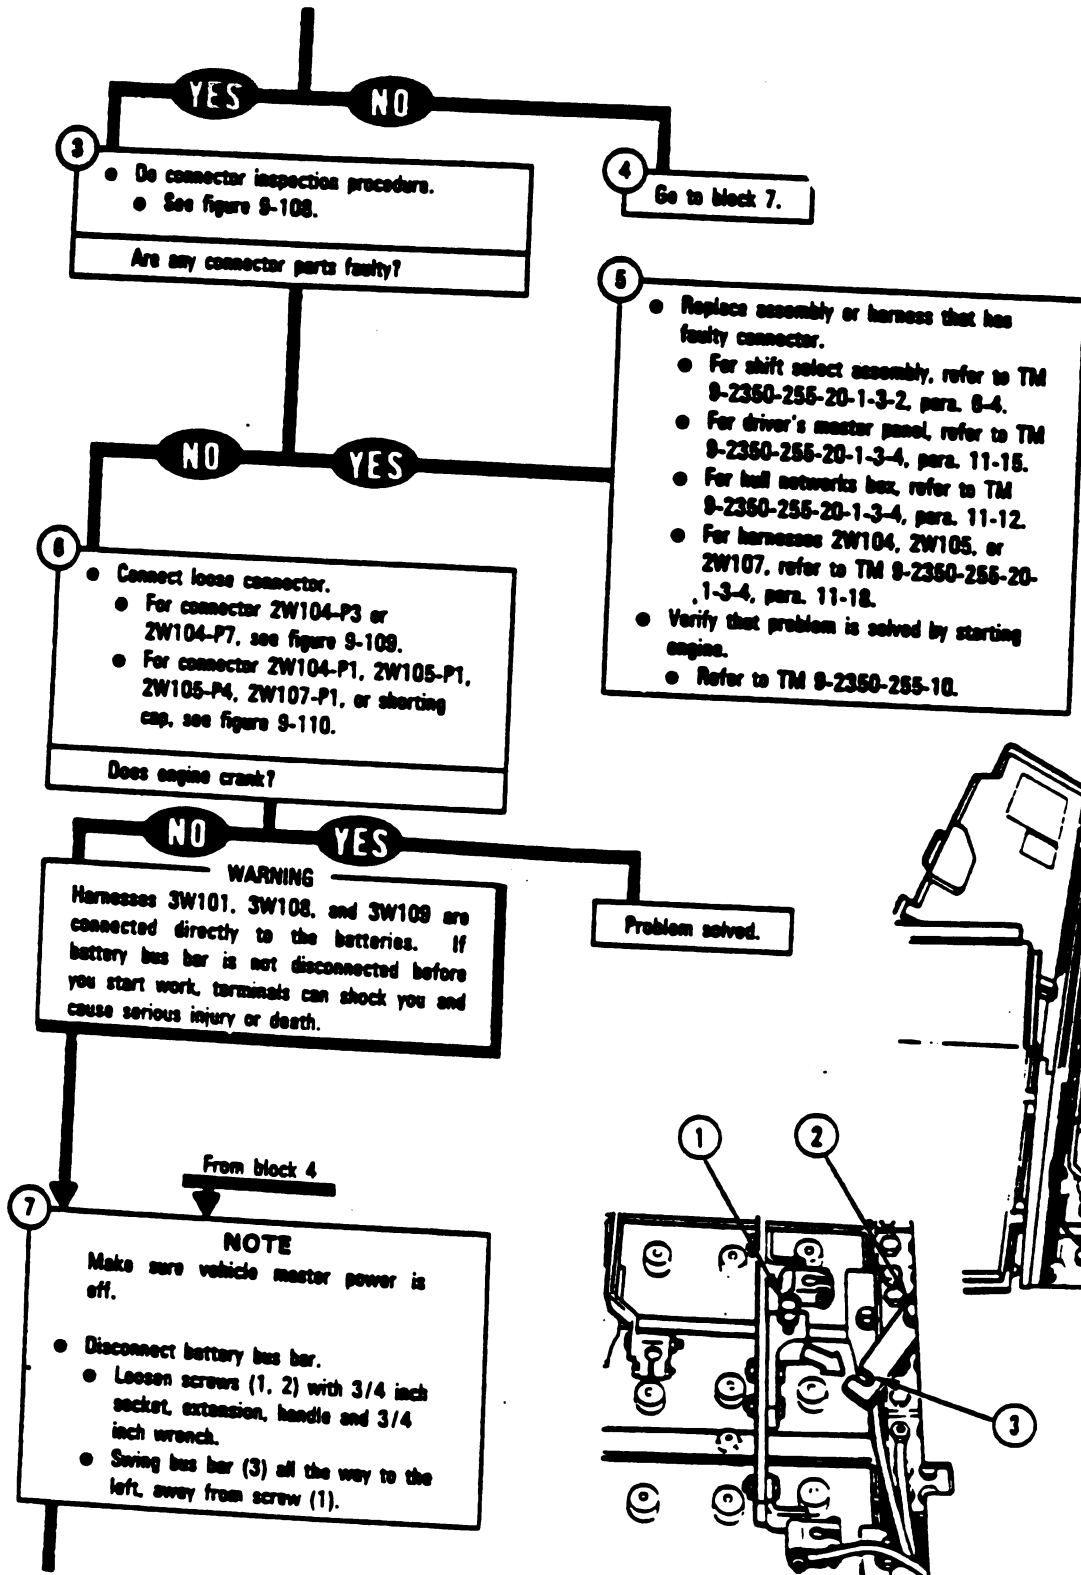 YES
NO
3
● Do connector inspection procedure.
● See figure 9-108.
Are any connector parts faulty?
4
Go to block 7.
5
● Replace assembly or harness that has
faulty connector.
● For shift select assembly, refer to TM
9-2350-255-20-1-3-2, para. 6-4.
● For driver's master panel, refer to TM
9-2350-255-20-1-3-4, para. 11-15.
● For hull networks box, refer to TM
9-2350-255-20-1-3-4, para. 11-12.
● For harnesses 2W104, 2W105, or
2W107, refer to TM 9-2350-255-20-
1-3-4, para. 11-18.
● Verify that problem is solved by starting
engine.
● Refer to TM 9-2350-255-10.
NO
YES
6
● Connect loose connector.
● For connector 2W104-P3 or
2W104-P7, see figure 9-109.
● For connector 2W104-P1, 2W105-P1,
2W105-P4, 2W107-P1, or shorting
cap, see figure 9-110.
Does engine crank?
NO
YES
Problem solved.
WARNING
Harnesses 3W101, 3W108, and 3W109 are
connected directly to the batteries. If
battery bus bar is not disconnected before
you start work, terminals can shock you and
cause serious injury or death.
From block 4
7
NOTE
Make sure vehicle master power is
off.
● Disconnect battery bus bar.
● Loosen screws (1, 2) with 3/4 inch
socket, extension, handle and 3/4
inch wrench.
● Swing bus bar (3) all the way to the
left, away from screw (1).
1
2
3